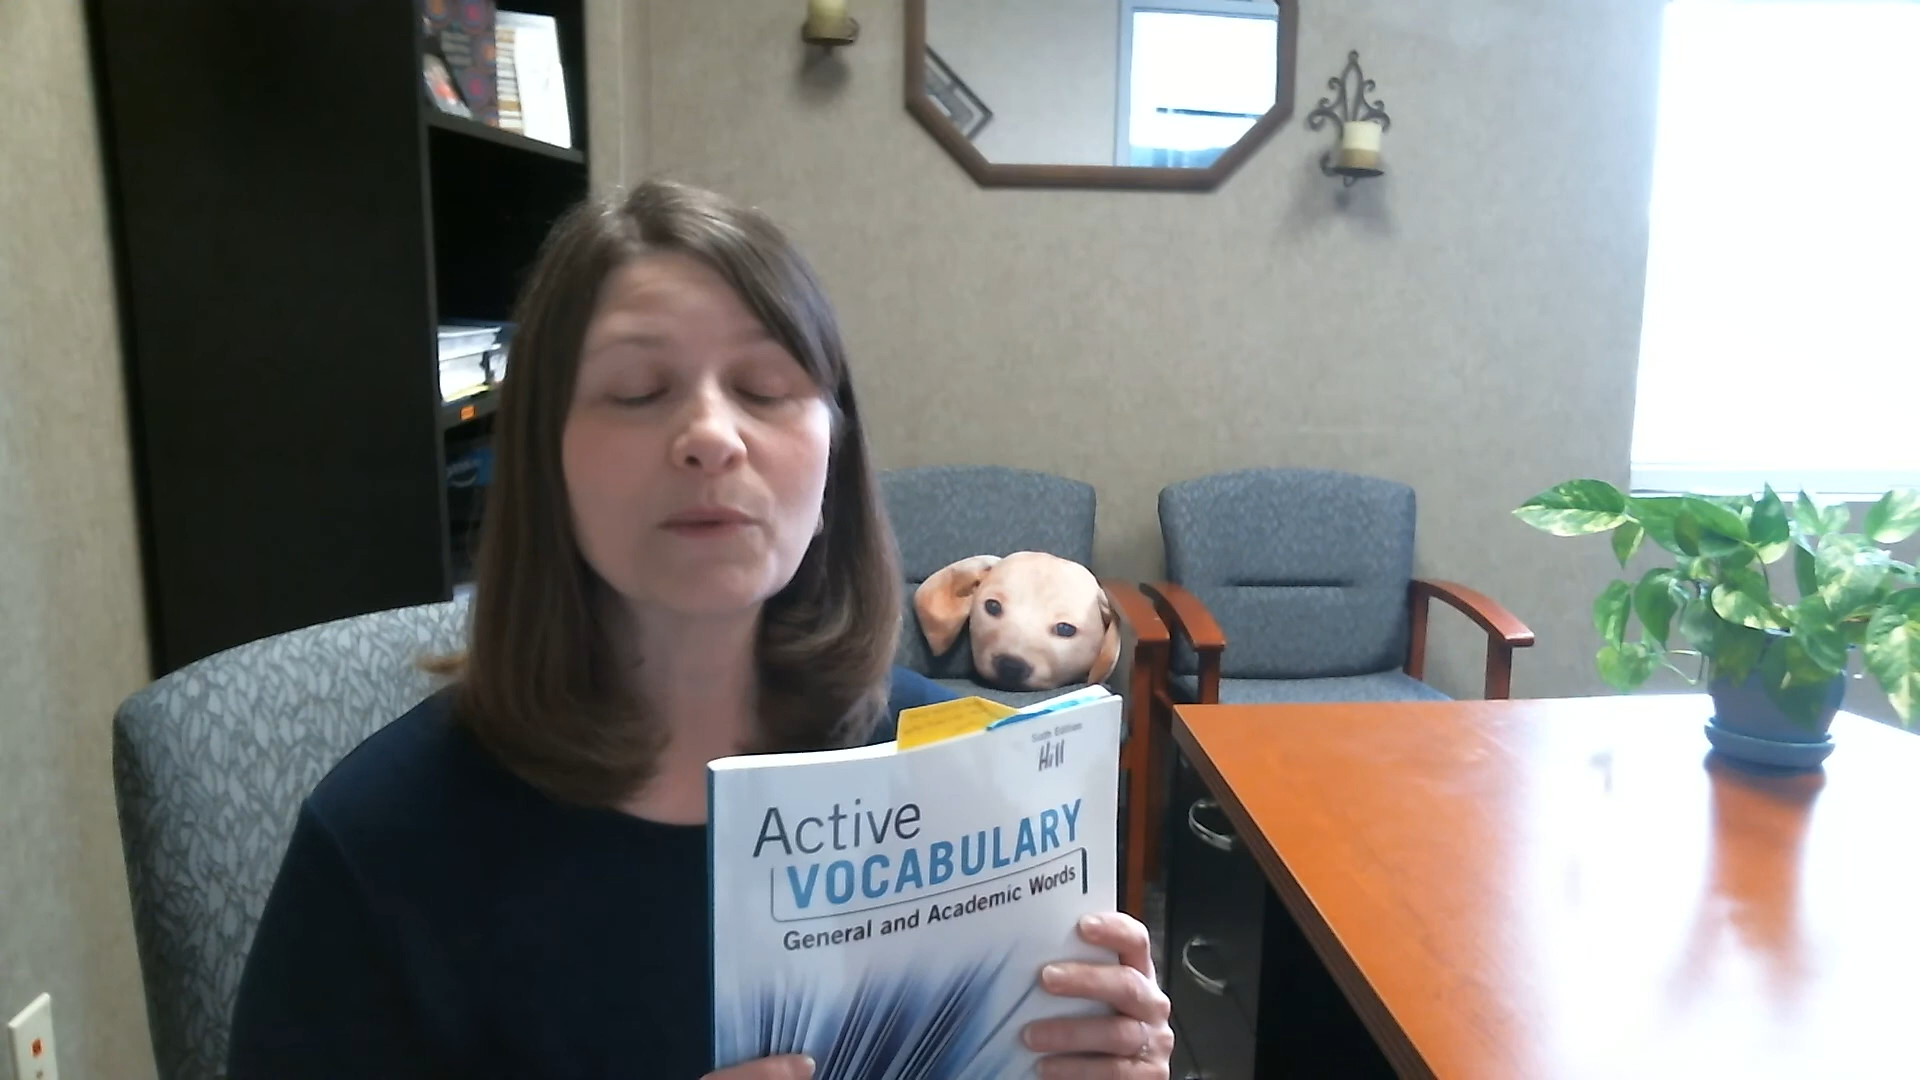 Sixth Edition
Hill
Active
VOCABULARY
General and Academic Words